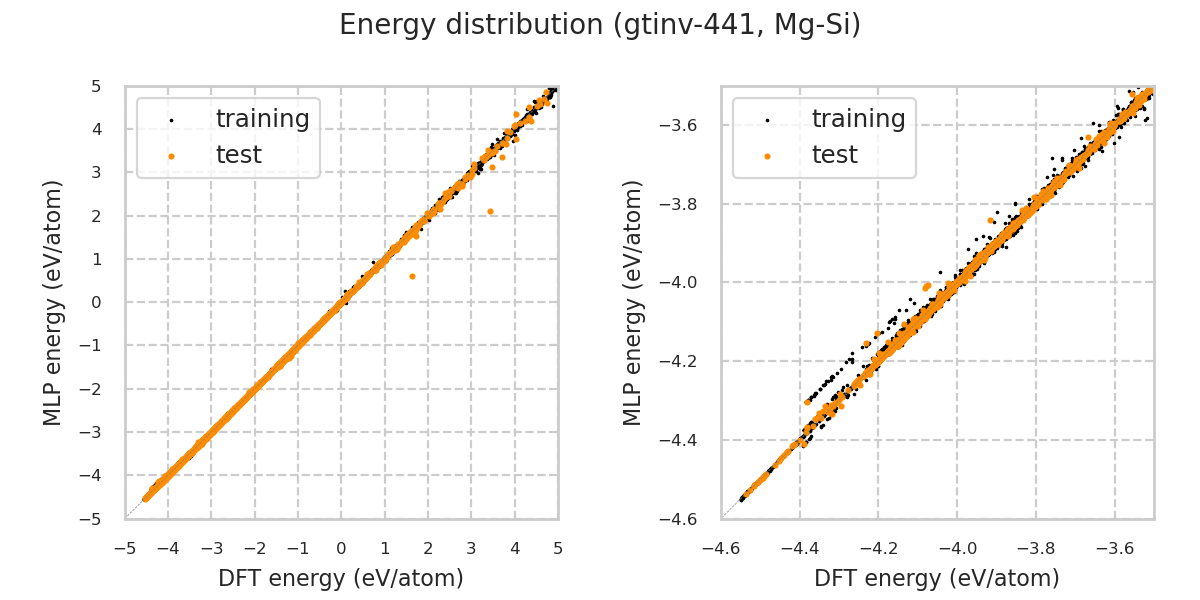 Energy distribution (gtinv-441, Mg-Si)
training
test
5
4
3
2
1
0
−1
−2
−3
−4
−5
−5 −4 −3 −2 −1 0 1 2 3 4 5
MLP energy (eV/atom)
DFT energy (eV/atom)
training
test
−3.6
−3.8
−4.0
−4.2
−4.4
−4.6
−4.6 −4.4 −4.2 −4.0 −3.8 −3.6
MLP energy (eV/atom)
DFT energy (eV/atom)